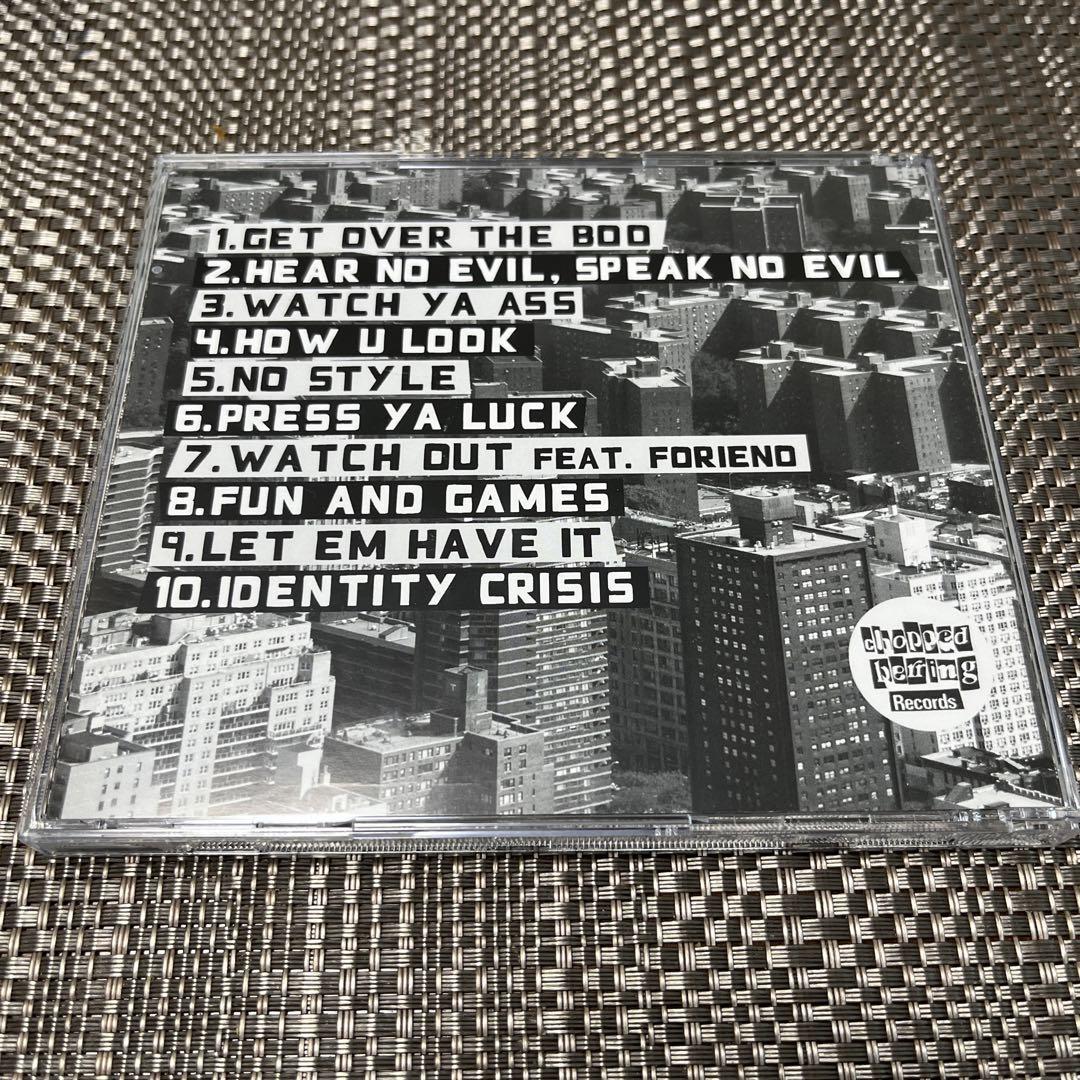 1.GET OVER THE BOO
2.HEAR NO EVIL, SPEAK NO EVIL
3.WATCH YA ASS
4.HOW U LOOK
5.NO STYLE
6.PRESS YA LUCK
7.WATCH OUT FEAT. FORIENO
8.FUN AND GAMES
9.LET EM HAVE IT
10.IDENTITY CRISIS
chopped
herring
Records